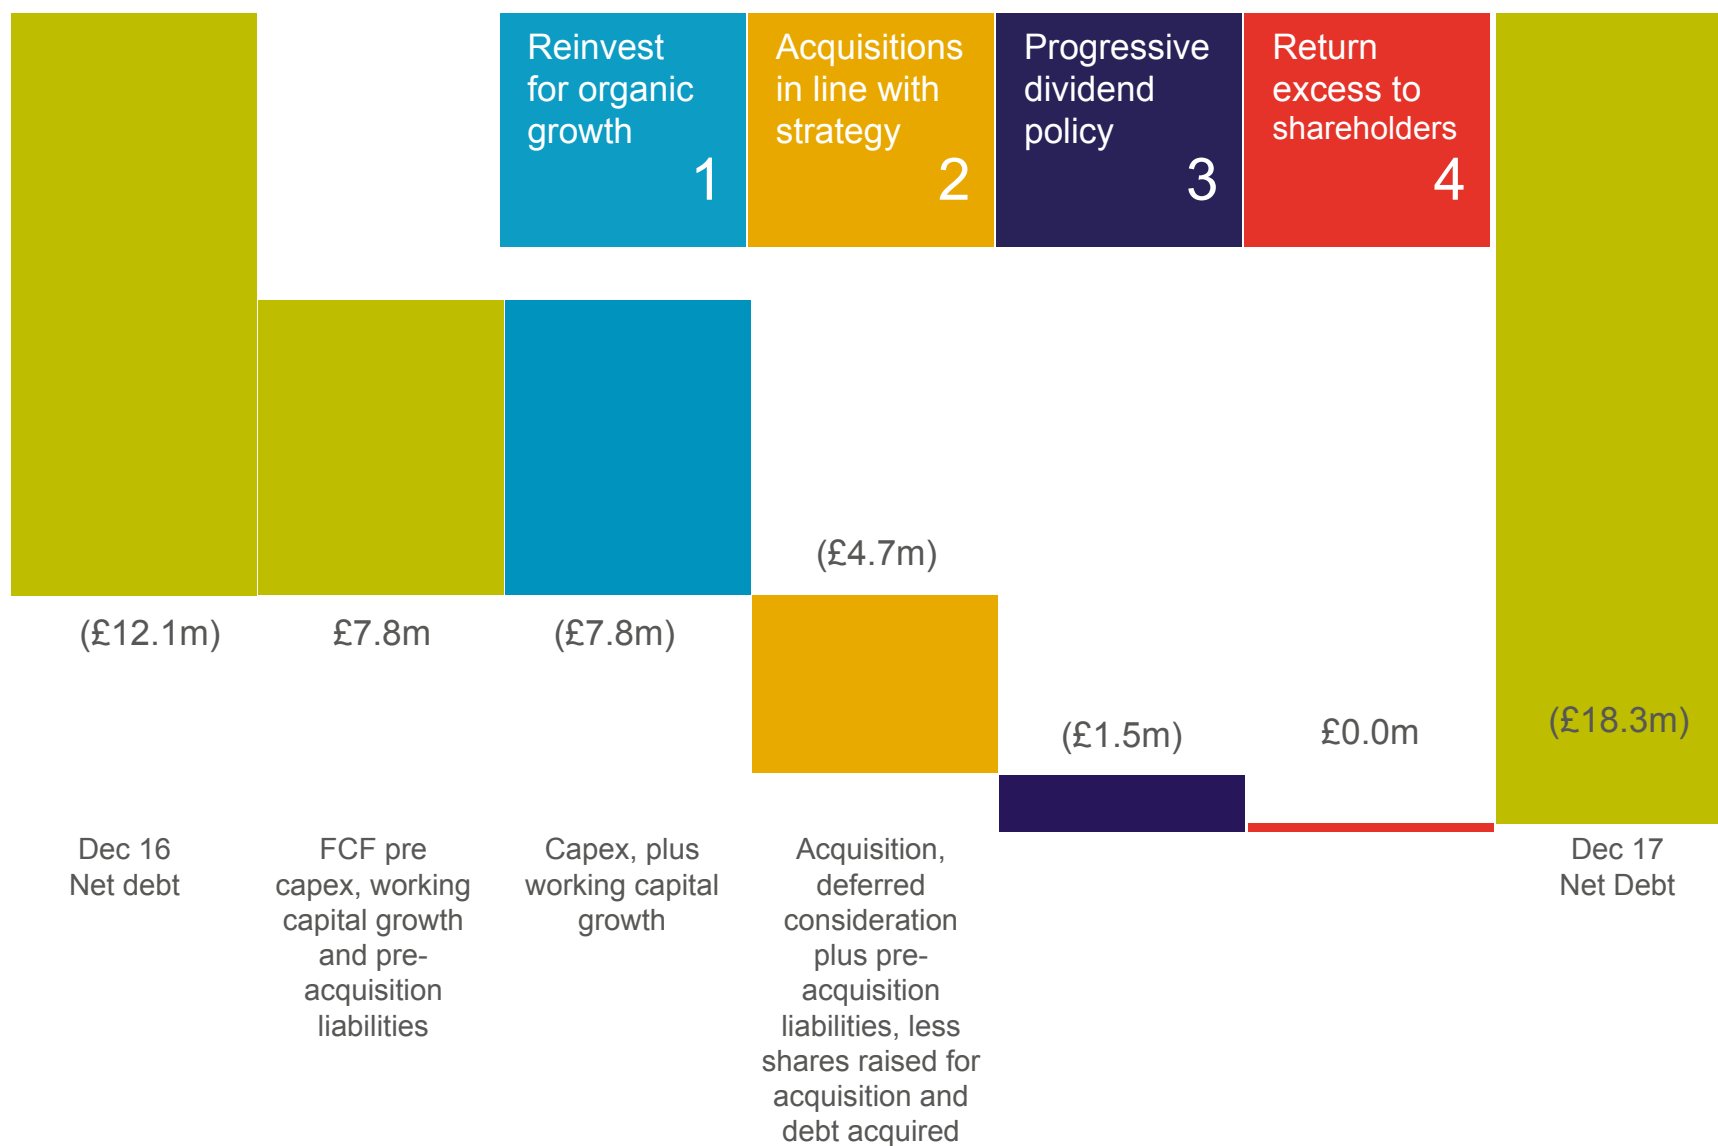 Reinvest
for organic
growth
1
Acquisitions
in line with
strategy
2
Progressive
dividend
policy
3
Return
excess to
shareholders
4
(£12.1m)
£7.8m
(£7.8m)
(£4.7m)
(£1.5m)
£0.0m
(£18.3m)
Dec 16
Net debt
FCF pre
capex, working
capital growth
and pre-
acquisition
liabilities
Capex, plus
working capital
growth
Acquisition,
deferred
consideration
plus pre-
acquisition
liabilities, less
shares raised for
acquisition and
debt acquired
Dec 17
Net Debt